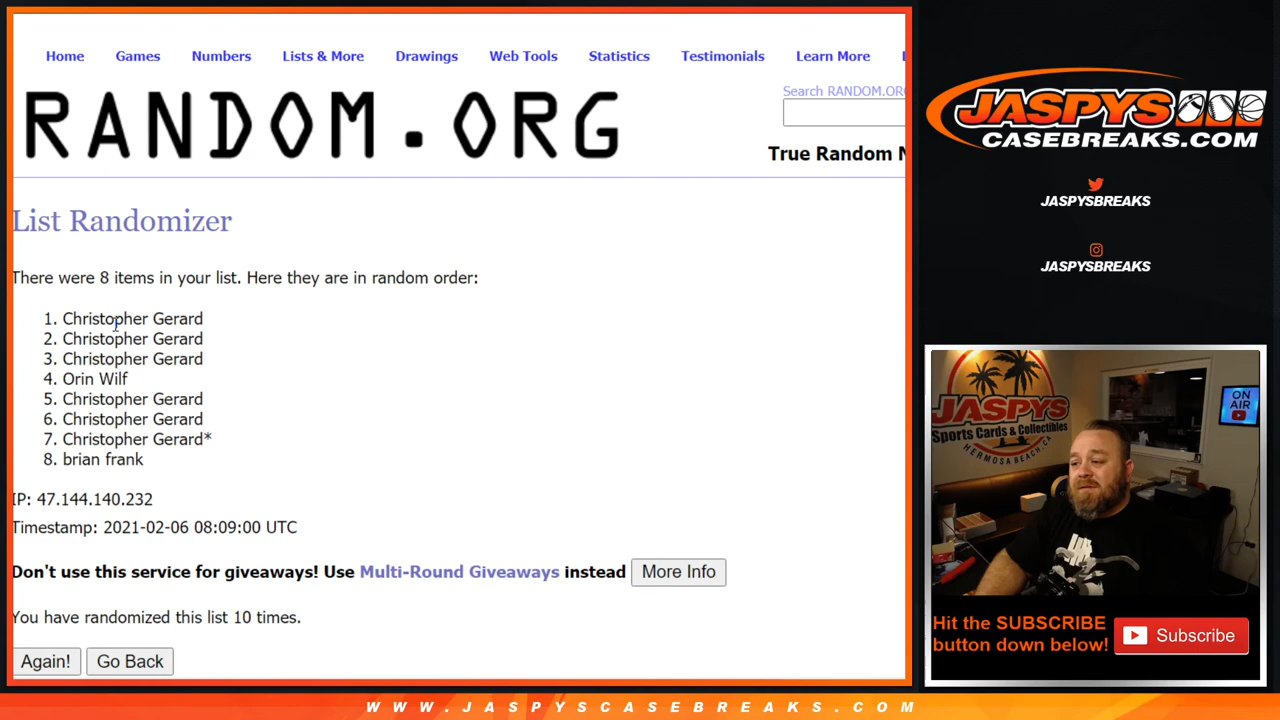 Home Games Numbers Lists & More Drawings Web Tools Statistics Testimonials Learn More
RANDOM.ORG
Search RANDOM.ORG
True Random N
List Randomizer
There were 8 items in your list. Here they are in random order:
1. Christopher Gerard
2. Christopher Gerard
3. Christopher Gerard
4. Orin Wilf
5. Christopher Gerard
6. Christopher Gerard
7. Christopher Gerard*
8. brian frank
IP: 47.144.140.232
Timestamp: 2021-02-06 08:09:00 UTC
Don't use this service for giveaways! Use Multi-Round Giveaways instead More Info
You have randomized this list 10 times.
Again! Go Back
JASPYS
CASEBREAKS.COM
JASPYSBREAKS
JASPYSBREAKS
JASPYS
Sports Cards & Collectibles
HERMOSA BEACH, CA
ON
AIR
Hit the SUBSCRIBE
button down below!
Subscribe
WWW.JASPYSCASEBREAKS.COM